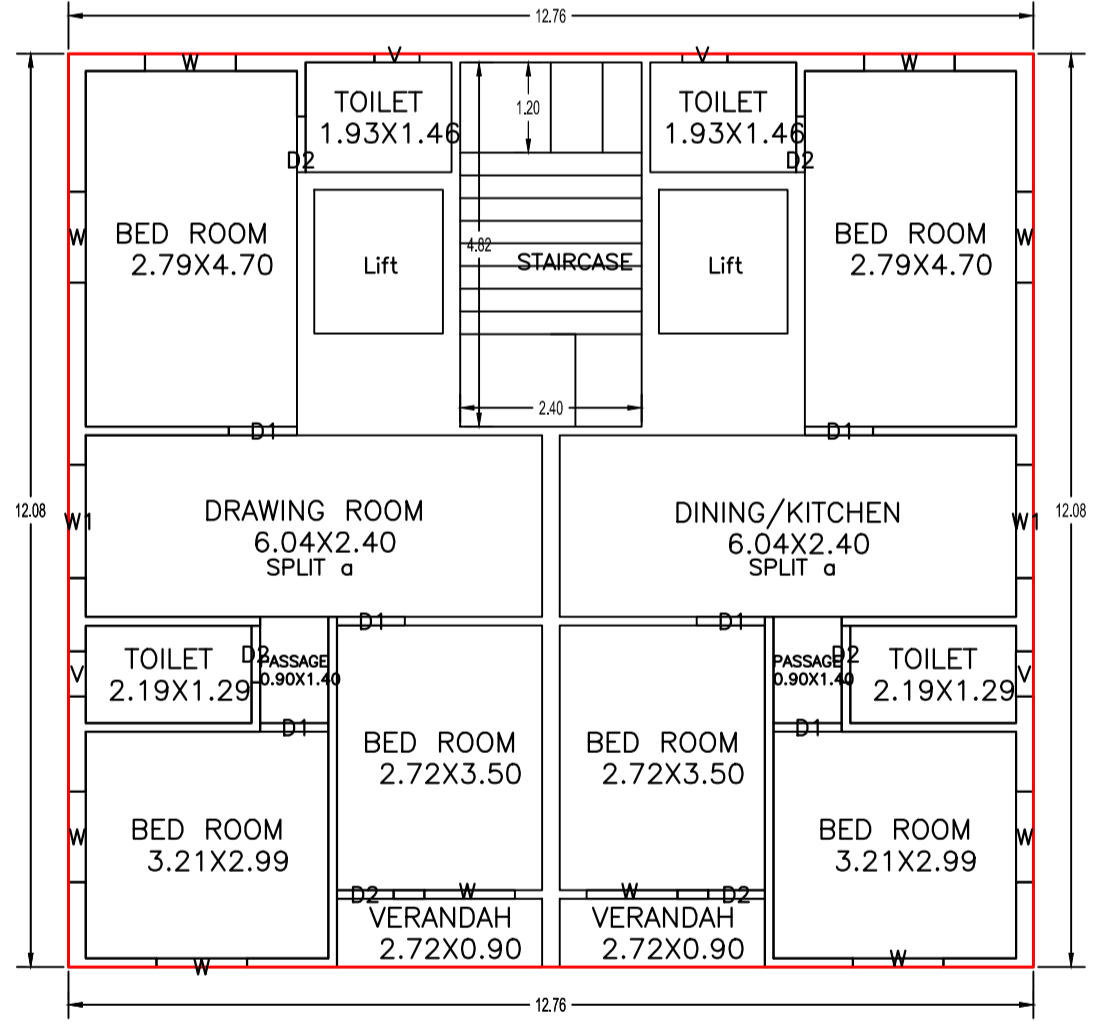 12.76
W
V
V
W
TOILET
1.93X1.46
1.20
TOILET
1.93X1.46
D2
D2
BED ROOM
2.79X4.70
W
Lift
4.82
STAIRCASE
Lift
BED ROOM
2.79X4.70
W
2.40
D1
D1
12.08
W1
DRAWING ROOM
6.04X2.40
SPLIT a
DINING/KITCHEN
6.04X2.40
SPLIT a
W1
12.08
D1
D1
V
TOILET
2.19X1.29
D2
PASSAGE
0.90X1.40
PASSAGE
0.90X1.40
D2
TOILET
2.19X1.29
V
D1
D1
BED ROOM
2.72X3.50
BED ROOM
2.72X3.50
W
BED ROOM
3.21X2.99
BED ROOM
3.21X2.99
W
D2
W
W
D2
VERANDAH
2.72X0.90
VERANDAH
2.72X0.90
W
W
12.76